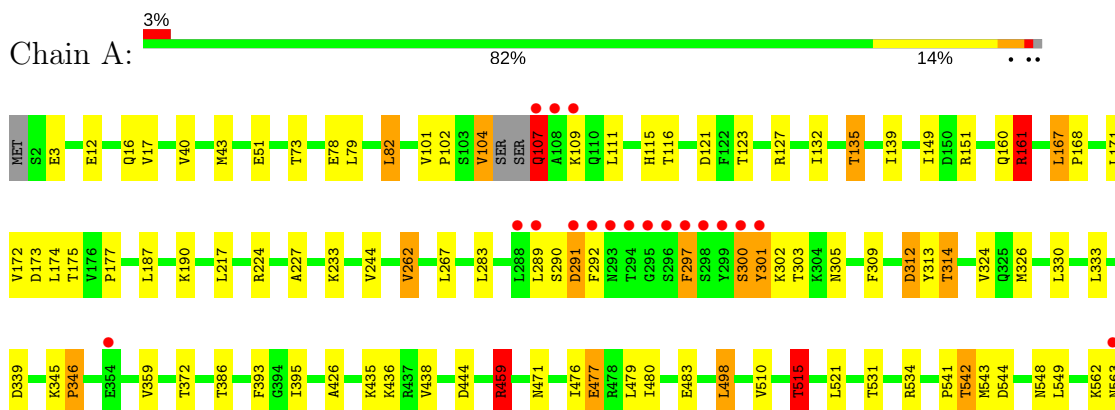 3%
Chain A:
82% 14% • ••
MET S2 E3 E12 Q16 V17 V40 M43 E51 T73 E78 L79 L82 V101 P102 S103 V104 SER SER Q107 A108 K109 Q110 L111 H115 T116 D121 F122 T123 R127 I132 T135 I139 I149 D150 R151 Q160 R161 L167 P168 L171
V172 D173 L174 T175 V176 P177 L187 K190 L217 R224 A227 K233 V244 V262 L267 L283 L288 L289 S290 D291 F292 N293 T294 G295 S296 F297 S298 Y299 S300 Y301 K302 T303 K304 N305 F309 D312 Y313 T314 V324 Q325 M326 L330 L333
D339 K345 P346 E354 V359 T372 T386 F393 G394 I395 A426 K435 K436 R437 V438 D444 R459 N471 I476 E477 R478 L479 I480 E483 L498 V510 T515 L521 T531 R534 P541 T542 M543 D544 N548 L549 K562